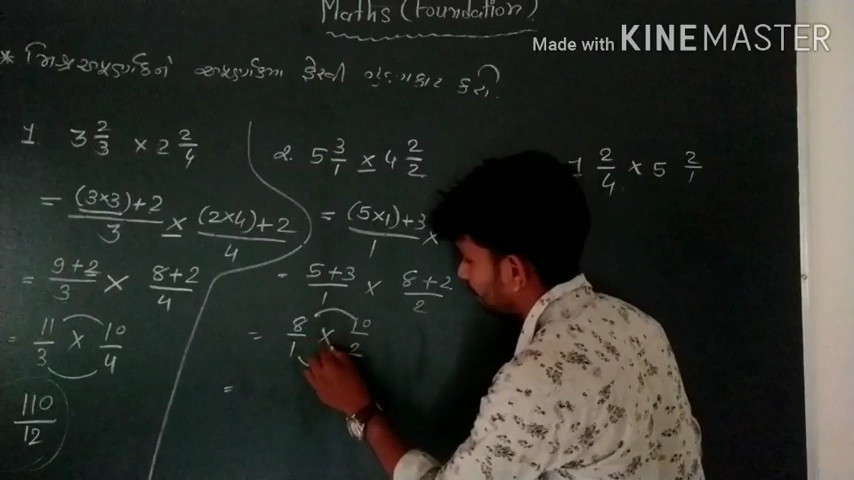 Maths (Foundation)
Made with KINEMASTER
* મિશ્ર અપૂર્ણાંકને અપૂર્ણાંકમાં ફેરવી ગુણાકાર કરો.
1. 3 2/3 × 2 2/4
= (3×3)+2/3 × (2×4)+2/4
= 9+2/3 × 8+2/4
= 11/3 × 10/4
110/12
2. 5 3/1 × 4 2/2
= (5×1)+3/1 ×
= 5+3/1 × 8+2/2
= 8/1 × 10/2
=
1 2/4 × 5 2/1